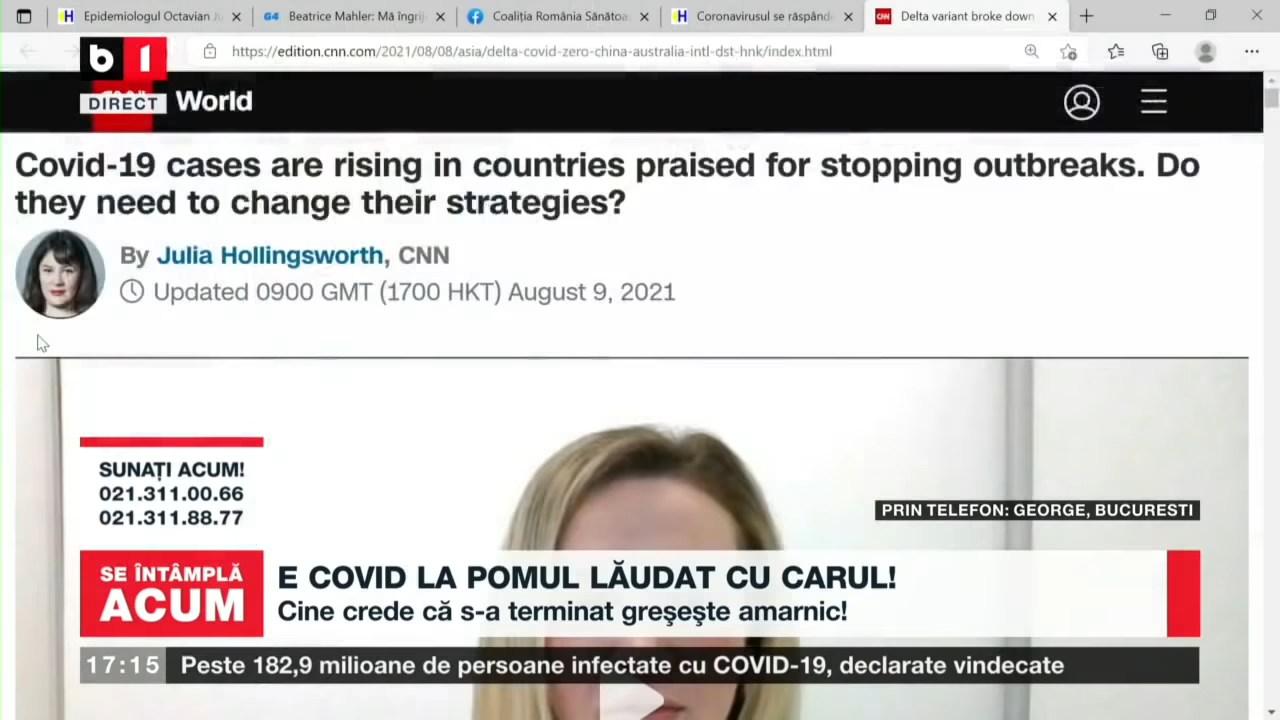 Epidemiologul Octavian Ju
G4 Beatrice Mahler: Mă îngrij
Coaliția România Sănătoa
H Coronavirusul se răspând
CNN Delta variant broke down
https://edition.cnn.com/2021/08/08/asia/delta-covid-zero-china-australia-intl-dst-hnk/index.html
b1
DIRECT
World
Covid-19 cases are rising in countries praised for stopping outbreaks. Do
they need to change their strategies?
By Julia Hollingsworth, CNN
Updated 0900 GMT (1700 HKT) August 9, 2021
SUNAȚI ACUM!
021.311.00.66
021.311.88.77
PRIN TELEFON: GEORGE, BUCURESTI
SE ÎNTÂMPLĂ
ACUM
E COVID LA POMUL LĂUDAT CU CARUL!
Cine crede că s-a terminat greşeşte amarnic!
17:15 Peste 182,9 milioane de persoane infectate cu COVID-19, declarate vindecate